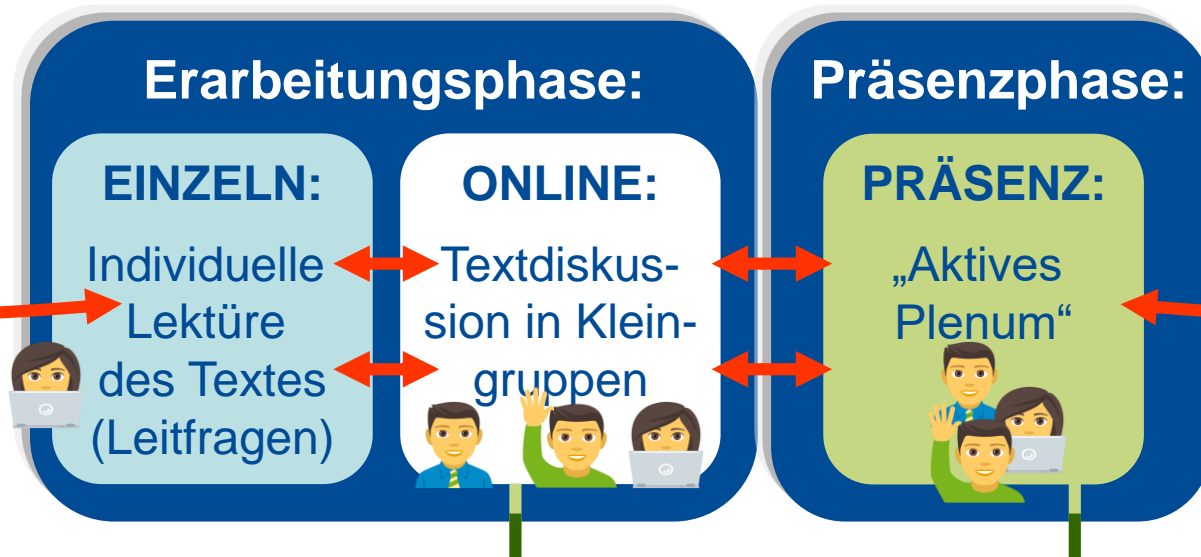 Erarbeitungsphase:
EINZELN:
Individuelle
Lektüre
des Textes
(Leitfragen)
ONLINE:
Textdiskus-
sion in Klein-
gruppen
Präsenzphase:
PRÄSENZ:
„Aktives
Plenum“